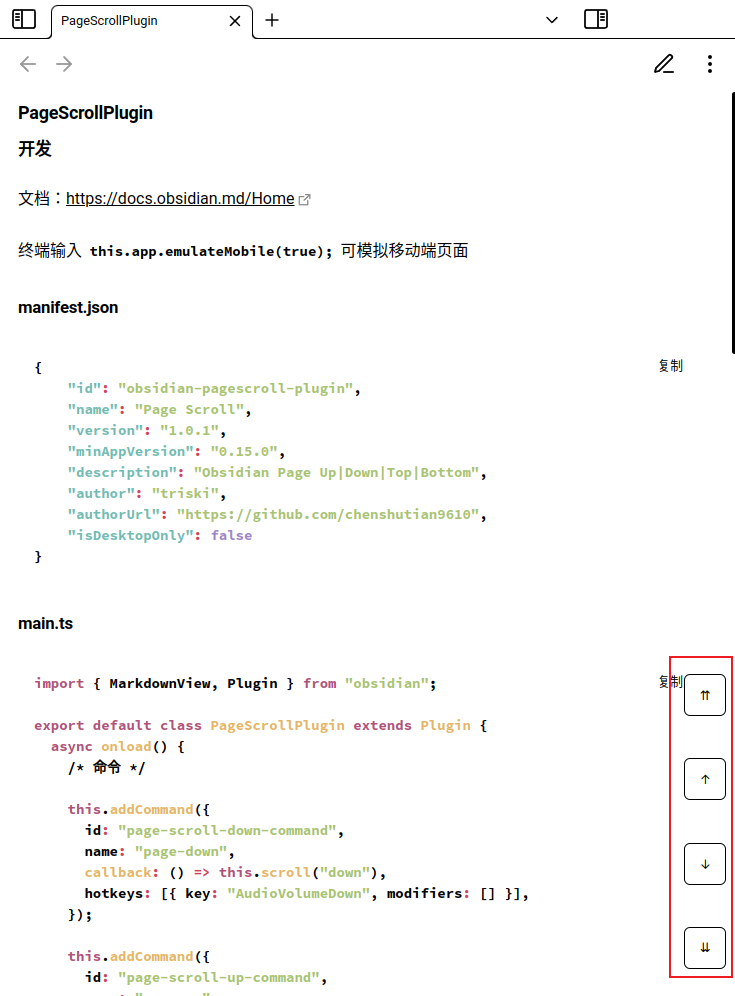 PageScrollPlugin
PageScrollPlugin
开发
文档：https://docs.obsidian.md/Home
终端输入 this.app.emulateMobile(true); 可模拟移动端页面
manifest.json
复制
{
    "id": "obsidian-pagescroll-plugin",
    "name": "Page Scroll",
    "version": "1.0.1",
    "minAppVersion": "0.15.0",
    "description": "Obsidian Page Up|Down|Top|Bottom",
    "author": "triski",
    "authorUrl": "https://github.com/chenshutian9610",
    "isDesktopOnly": false
}
main.ts
复制
import { MarkdownView, Plugin } from "obsidian";
export default class PageScrollPlugin extends Plugin {
  async onload() {
    /* 命令 */
    this.addCommand({
      id: "page-scroll-down-command",
      name: "page-down",
      callback: () => this.scroll("down"),
      hotkeys: [{ key: "AudioVolumeDown", modifiers: [] }],
    });
    this.addCommand({
      id: "page-scroll-up-command",
⇈
↑
↓
⇊